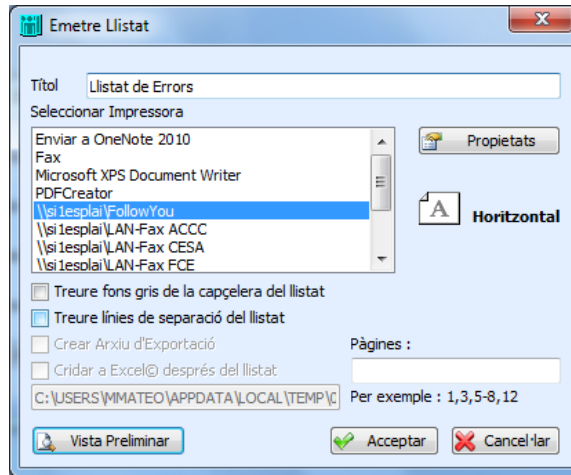 Emetre Llistat
Títol Llistat de Errors
Seleccionar Impressora
Enviar a OneNote 2010
Fax
Microsoft XPS Document Writer
PDFCreator
\\si1esplai\FollowYou
\\si1esplai\LAN-Fax ACCC
\\si1esplai\LAN-Fax CESA
\\si1esplai\LAN-Fax FCE
Propietats
A Horitzontal
Treure fons gris de la capçelera del llistat
Treure línies de separació del llistat
Crear Arxiu d'Exportació
Pàgines :
Cridar a Excel© després del llistat
C:\USERS\MMATEO\APPDATA\LOCAL\TEMP\
Per exemple : 1,3,5-8,12
Vista Preliminar
Acceptar
Cancel·lar